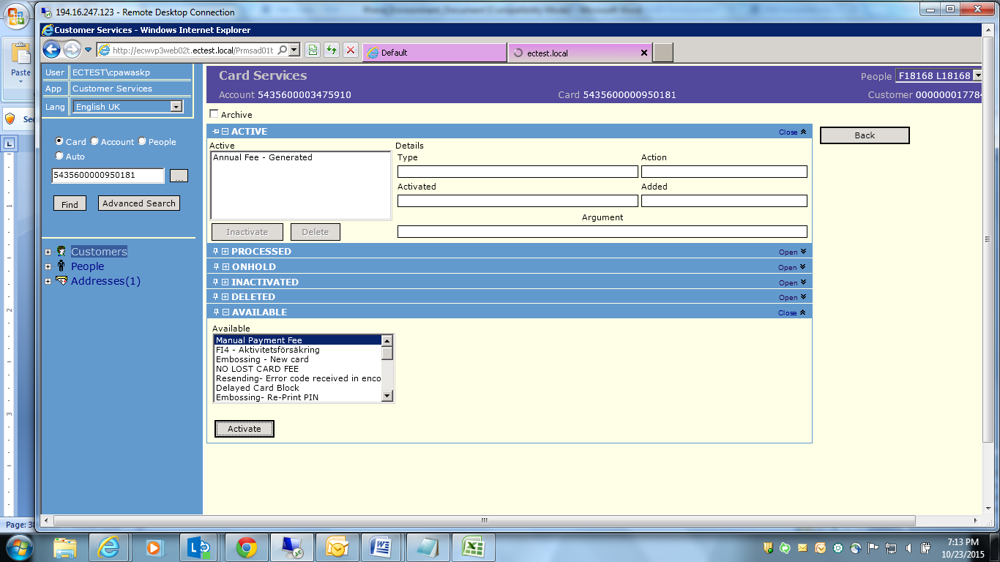 194.16.247.123 - Remote Desktop Connection
Customer Services - Windows Internet Explorer
http://ecwvp3web02t.ectest.local/Prmsad01t
Default
ectest.local
Paste
User ECTEST\cpawaskp
App Customer Services
Lang English UK
Card Services
People F18168 L18168
Account 5435600003475910
Card 5435600000950181
Customer 00000001778
Archive
Sec
Card Account People
Auto
5435600000950181
...
Find
Advanced Search
Customers
People
Addresses(1)
ACTIVE
Close
Back
Active
Annual Fee - Generated
Details
Type
Action
Activated
Added
Argument
Inactivate
Delete
PROCESSED
Open
ONHOLD
Open
INACTIVATED
Open
DELETED
Open
AVAILABLE
Close
Available
Manual Payment Fee
FI4 - Aktivitetsförsäkring
Embossing - New card
NO LOST CARD FEE
Resending- Error code received in enco
Delayed Card Block
Embossing- Re-Print PIN
Activate
1
2
3
Page: 38
7:13 PM
10/23/2015